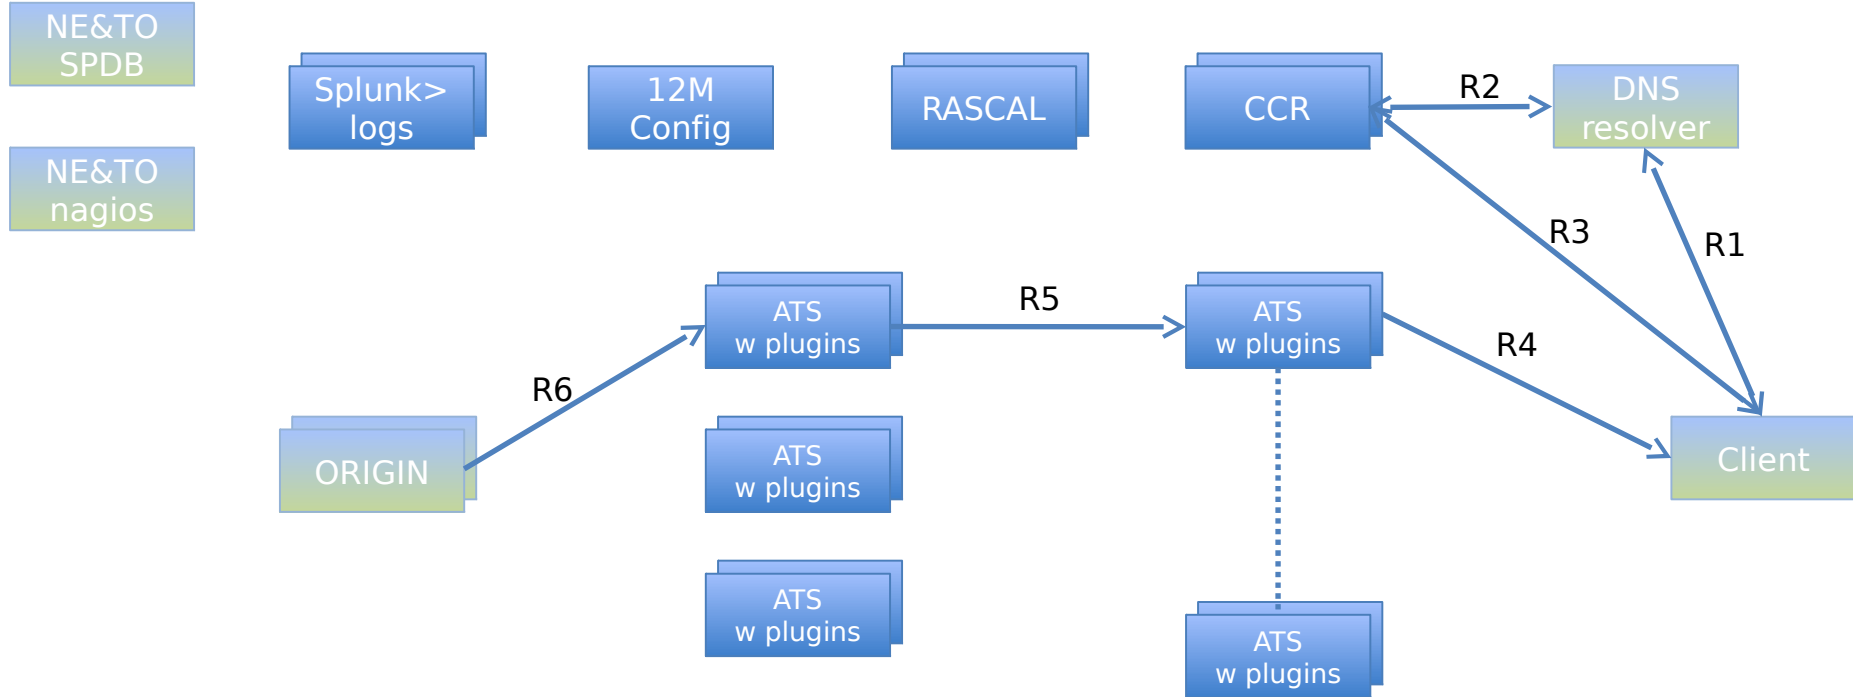 NE&TO
SPDB
Splunk>
logs
12M
Config
RASCAL
CCR
R2
DNS
resolver
NE&TO
nagios
R3
R1
ATS
w plugins
R5
ATS
w plugins
R4
R6
ORIGIN
ATS
w plugins
Client
ATS
w plugins
ATS
w plugins